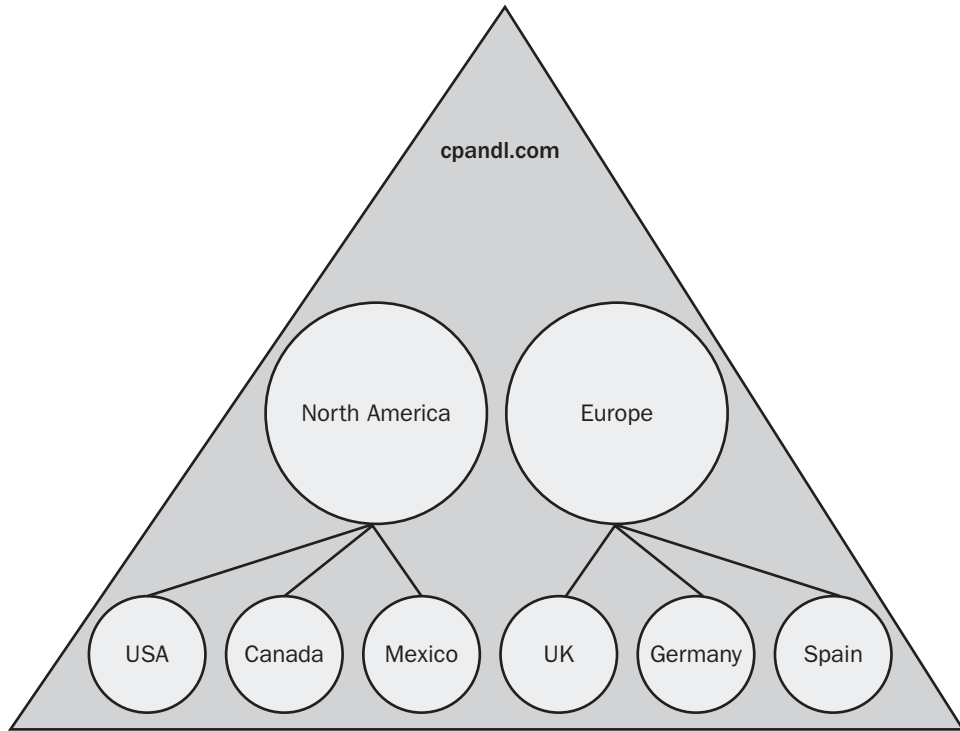 cpandl.com
North America
Europe
USA
Canada
Mexico
UK
Germany
Spain